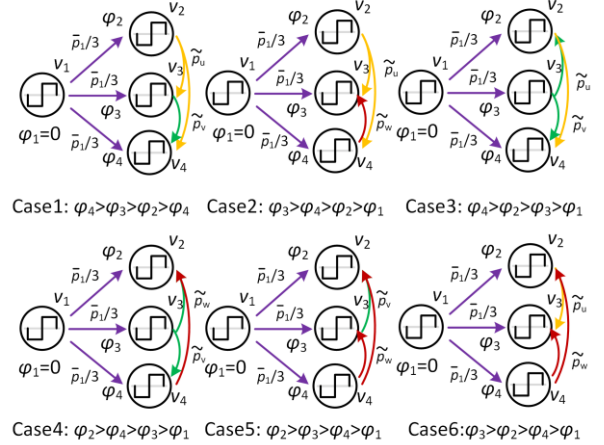 φ₂ v₂
v₁ p̄₁/3
p̄₁/3 v₃ p̃ᵤ
φ₁=0 p̄₁/3 φ₃ p̃ᵥ
φ₄ v₄
Case1: φ₄>φ₃>φ₂>φ₄
φ₂ v₂
v₁ p̄₁/3
p̄₁/3 v₃ p̃ᵤ
φ₁=0 p̄₁/3 φ₃ p̃w
φ₄ v₄
Case2: φ₃>φ₄>φ₂>φ₁
φ₂ v₂
v₁ p̄₁/3
p̄₁/3 v₃ p̃ᵤ
φ₁=0 p̄₁/3 φ₃ p̃ᵥ
φ₄ v₄
Case3: φ₄>φ₂>φ₃>φ₁
φ₂ v₂
v₁ p̄₁/3
p̄₁/3 v₃ p̃w
φ₁=0 p̄₁/3 φ₃ p̃ᵥ
φ₄ v₄
Case4: φ₂>φ₄>φ₃>φ₁
φ₂ v₂
v₁ p̄₁/3
p̄₁/3 v₃ p̃ᵥ
φ₁=0 p̄₁/3 φ₃ p̃w
φ₄ v₄
Case5: φ₂>φ₃>φ₄>φ₁
φ₂ v₂
v₁ p̄₁/3
p̄₁/3 v₃
φ₁=0 p̄₁/3 φ₃ p̃w
φ₄ v₄
Case6:φ₃>φ₂>φ₄>φ₁